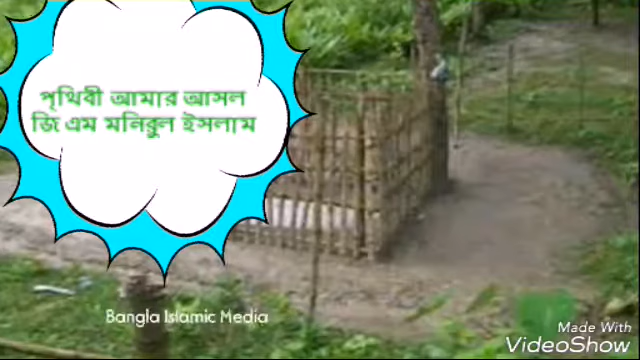 পৃথিবী আমার আসল
জি এম মনিরুল ইসলাম
Bangla Islamic Media
Made With
VideoShow